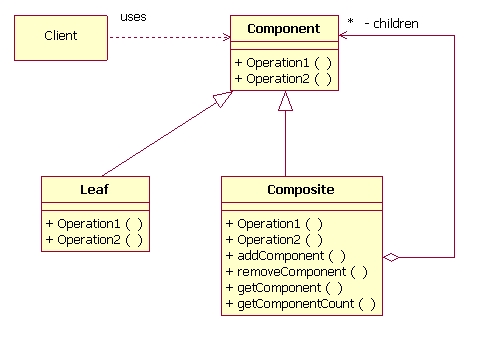 Client
uses
Component
* - children
+ Operation1 ( )
+ Operation2 ( )
Leaf
+ Operation1 ( )
+ Operation2 ( )
Composite
+ Operation1 ( )
+ Operation2 ( )
+ addComponent ( )
+ removeComponent ( )
+ getComponent ( )
+ getComponentCount ( )